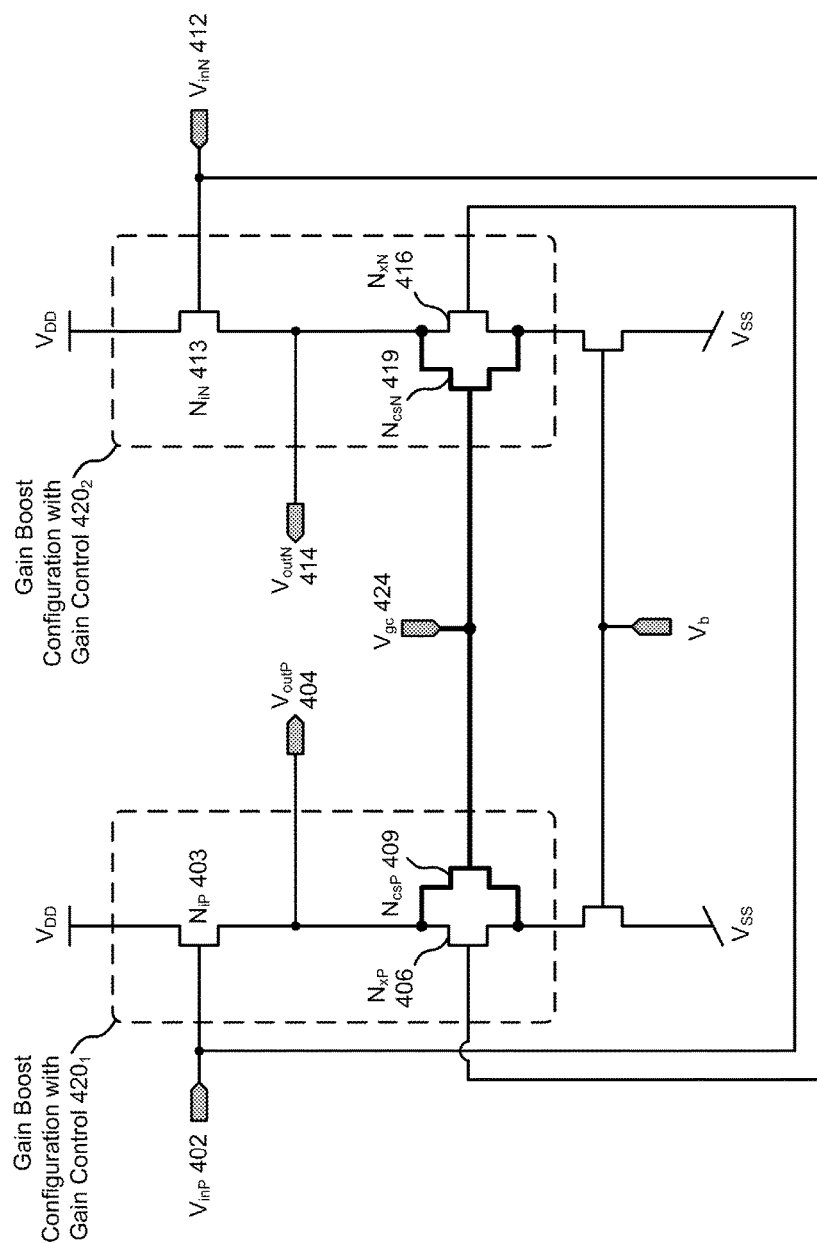 Gain Boost
Configuration with
Gain Control 420₁
Gain Boost
Configuration with
Gain Control 420₂
V_DD
V_DD
V_inP 402
N_iP 403
N_iN 413
V_inN 412
V_outP
404
V_outN
414
N_xP
406
N_csP 409
V_gc 424
N_csN 419
N_xN
416
V_b
V_SS
V_SS